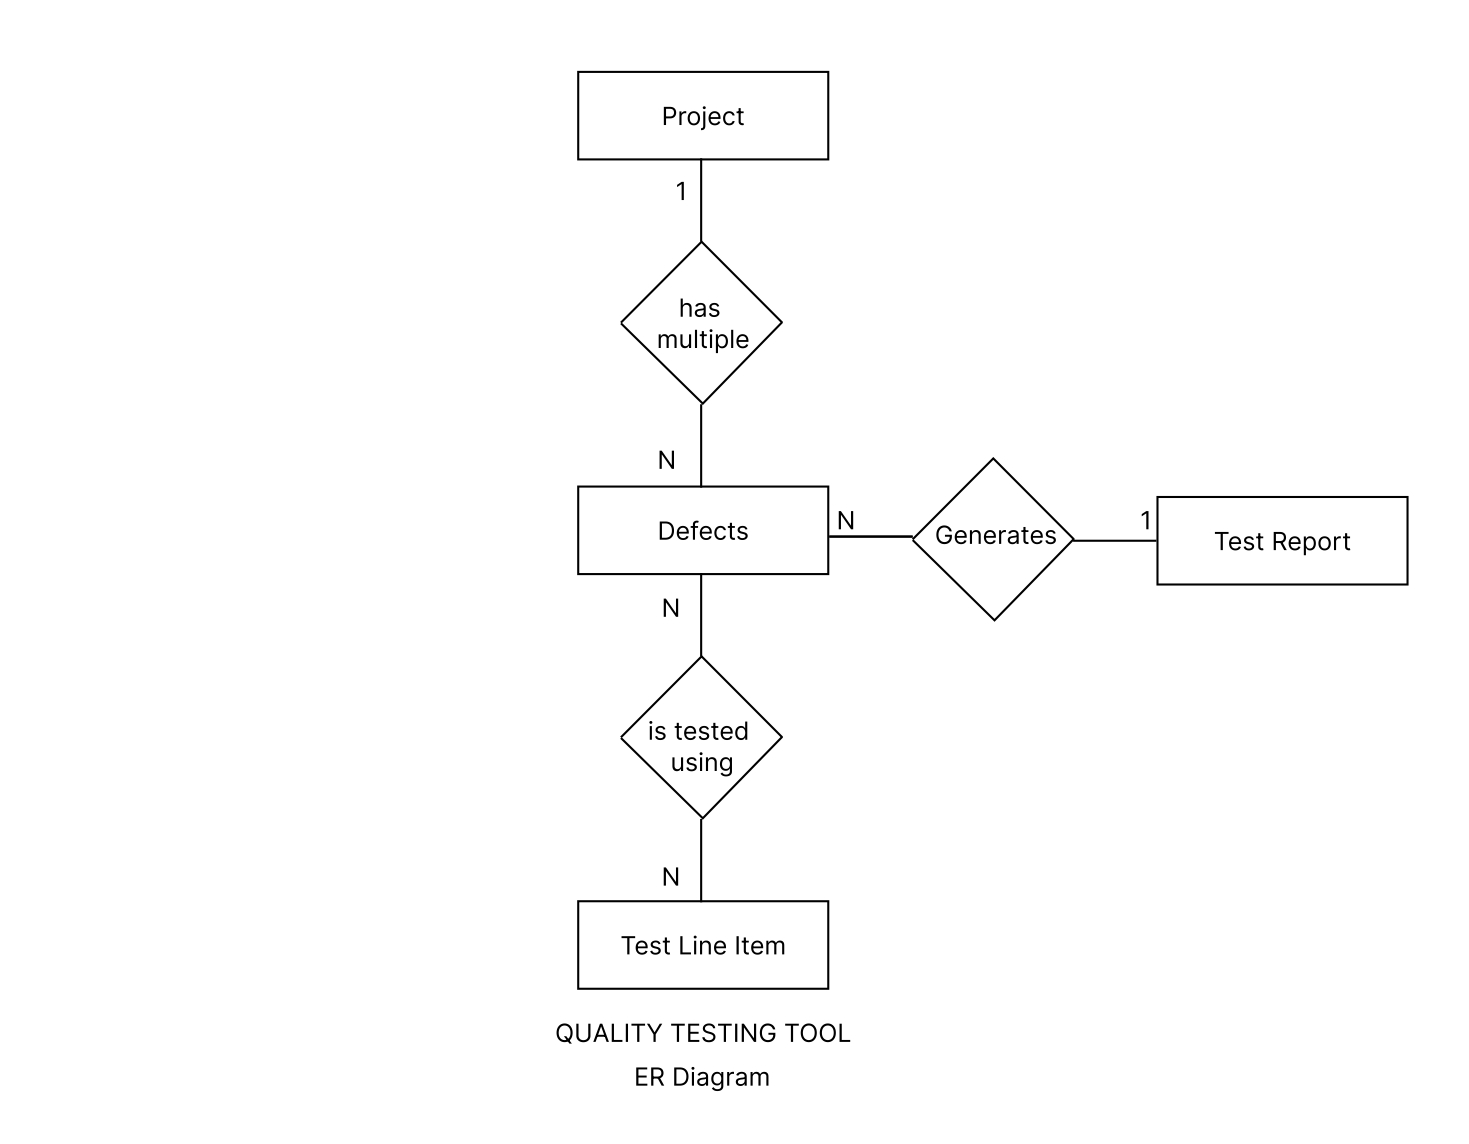 Project
1
has
multiple
N
Defects
N
Generates
1
Test Report
N
is tested
using
N
Test Line Item
QUALITY TESTING TOOL
ER Diagram